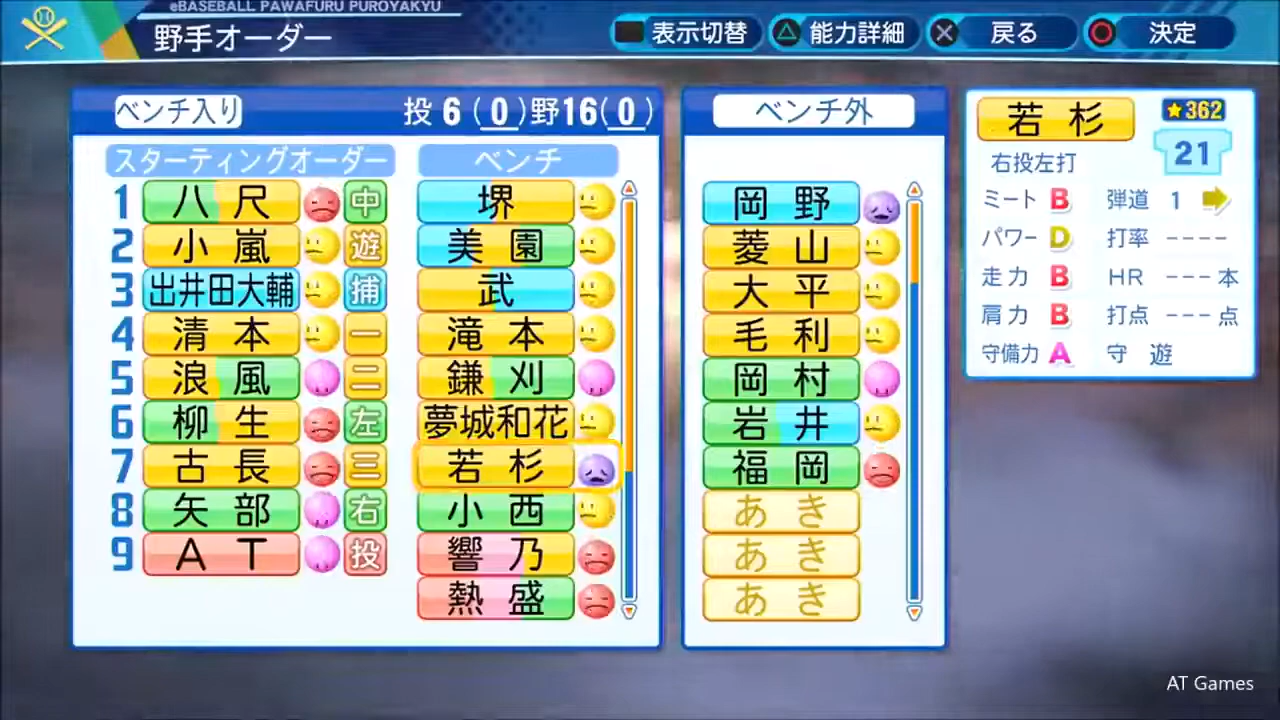 eBASEBALL PAWAFURU PUROYAKYU
野手オーダー
表示切替 能力詳細 戻る 決定
ベンチ入り 投 6 (0) 野16(0)
スターティングオーダー ベンチ
1 八尺 中
2 小嵐 遊
3 出井田大輔 捕
4 清本 一
5 浪風 二
6 柳生 左
7 古長 三
8 矢部 右
9 AT 投
堺
美園
武
滝本
鎌刈
夢城和花
若杉
小西
響乃
熱盛
ベンチ外
岡野
菱山
大平
毛利
岡村
岩井
福岡
あき
あき
あき
若杉 ★362
右投左打 21
ミート B 弾道 1
パワー D 打率 ----
走力 B HR ---本
肩力 B 打点 ---点
守備力 A 守 遊
AT Games